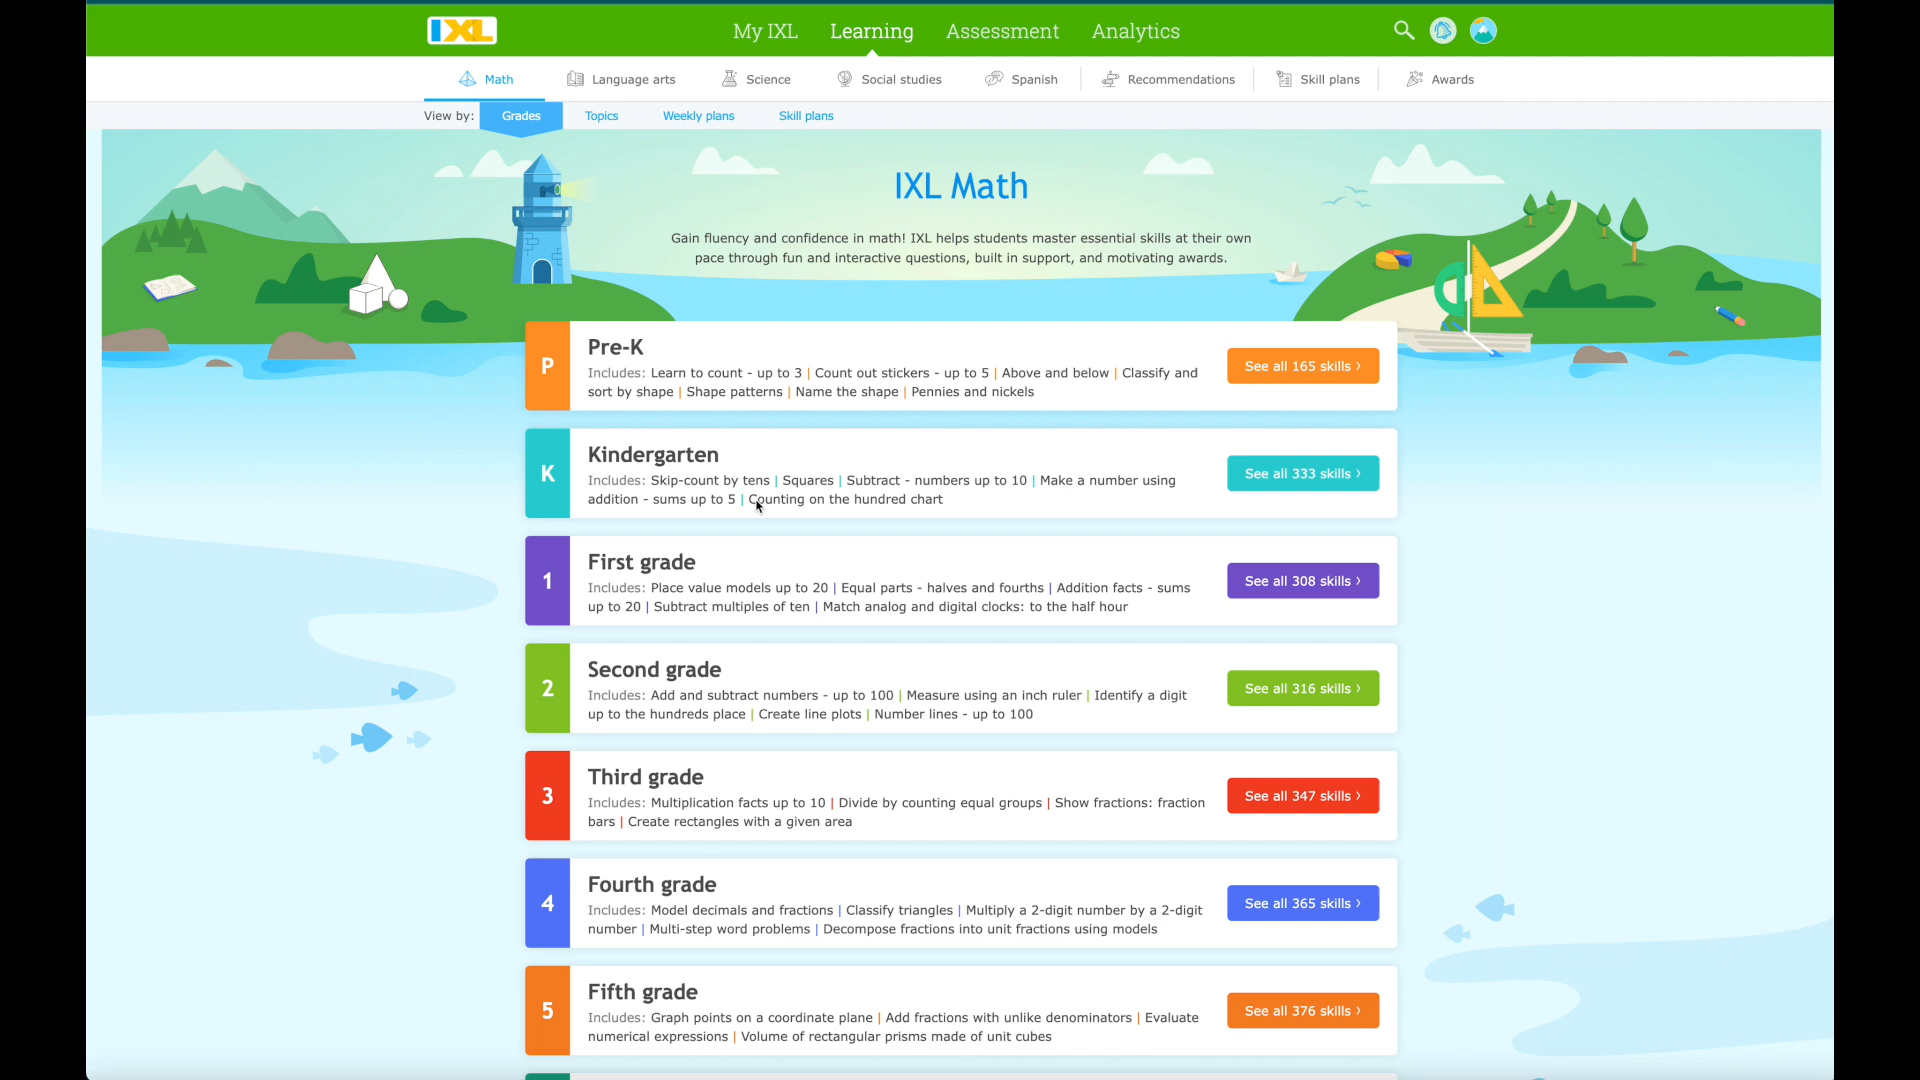 IXL
My IXL Learning Assessment Analytics
Math Language arts Science Social studies Spanish Recommendations Skill plans Awards
View by: Grades Topics Weekly plans Skill plans
IXL Math
Gain fluency and confidence in math! IXL helps students master essential skills at their own
pace through fun and interactive questions, built in support, and motivating awards.
P
Pre-K
Includes: Learn to count - up to 3 | Count out stickers - up to 5 | Above and below | Classify and
sort by shape | Shape patterns | Name the shape | Pennies and nickels
See all 165 skills ›
K
Kindergarten
Includes: Skip-count by tens | Squares | Subtract - numbers up to 10 | Make a number using
addition - sums up to 5 | Counting on the hundred chart
See all 333 skills ›
1
First grade
Includes: Place value models up to 20 | Equal parts - halves and fourths | Addition facts - sums
up to 20 | Subtract multiples of ten | Match analog and digital clocks: to the half hour
See all 308 skills ›
2
Second grade
Includes: Add and subtract numbers - up to 100 | Measure using an inch ruler | Identify a digit
up to the hundreds place | Create line plots | Number lines - up to 100
See all 316 skills ›
3
Third grade
Includes: Multiplication facts up to 10 | Divide by counting equal groups | Show fractions: fraction
bars | Create rectangles with a given area
See all 347 skills ›
4
Fourth grade
Includes: Model decimals and fractions | Classify triangles | Multiply a 2-digit number by a 2-digit
number | Multi-step word problems | Decompose fractions into unit fractions using models
See all 365 skills ›
5
Fifth grade
Includes: Graph points on a coordinate plane | Add fractions with unlike denominators | Evaluate
numerical expressions | Volume of rectangular prisms made of unit cubes
See all 376 skills ›